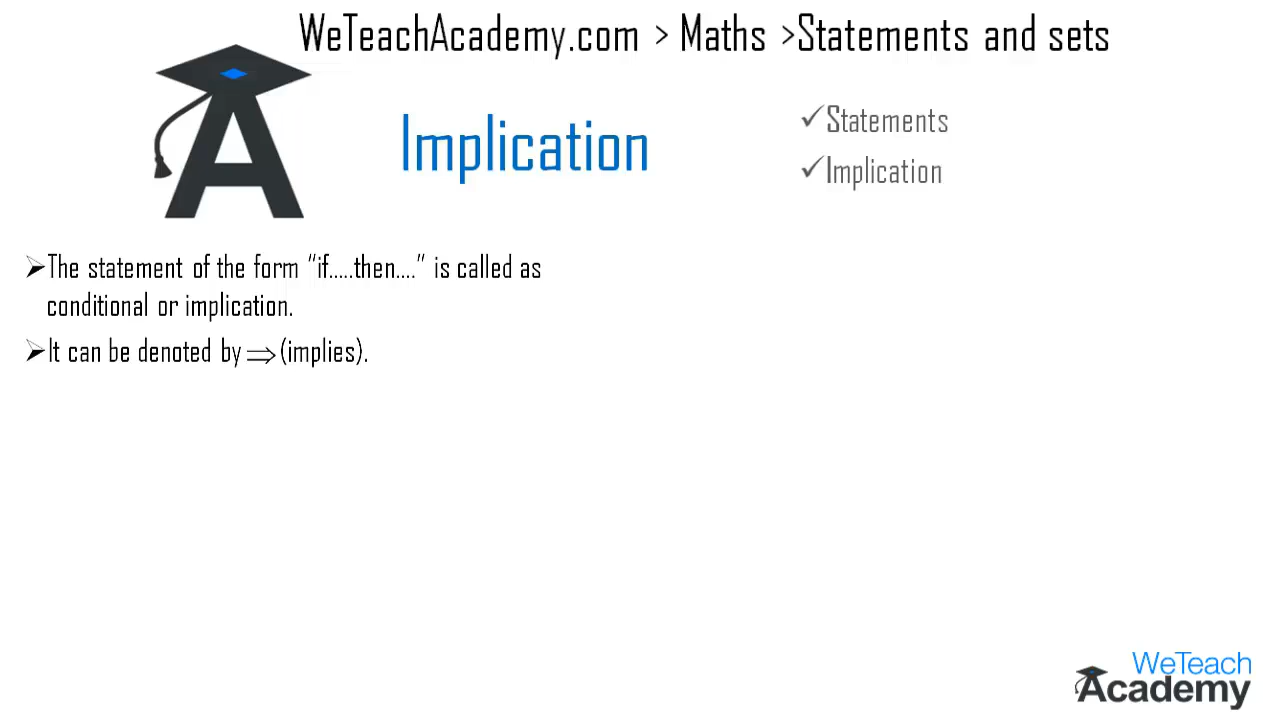 WeTeachAcademy.com > Maths >Statements and sets
Implication
✓Statements
✓Implication
➢The statement of the form “if.....then....” is called as
conditional or implication.
➢It can be denoted by ⇒ (implies).
WeTeach
Academy